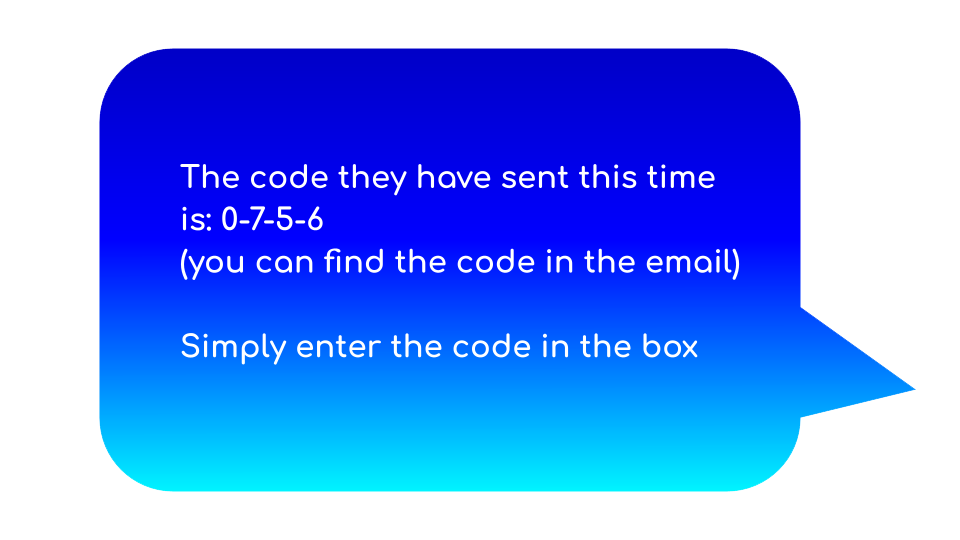 The code they have sent this time
is: 0-7-5-6
(you can find the code in the email)
Simply enter the code in the box